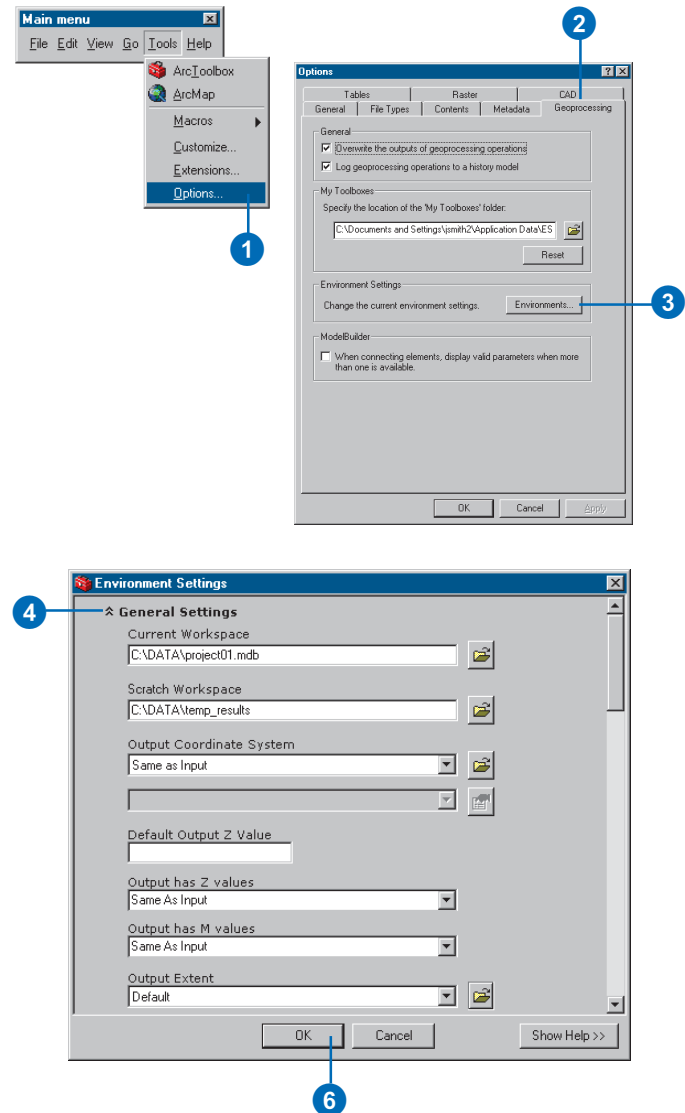 Main menu
File Edit View Go Tools Help
ArcToolbox
ArcMap
Macros
Customize...
Extensions...
Options...
1
2
Options
Tables Raster CAD
General File Types Contents Metadata Geoprocessing
General
Overwrite the outputs of geoprocessing operations
Log geoprocessing operations to a history model
My Toolboxes
Specify the location of the 'My Toolboxes' folder:
C:\Documents and Settings\jsmith2\Application Data\ES
Reset
Environment Settings
Change the current environment settings. Environments...
3
ModelBuilder
When connecting elements, display valid parameters when more
than one is available.
OK Cancel Apply
Environment Settings
4
General Settings
Current Workspace
C:\DATA\project01.mdb
Scratch Workspace
C:\DATA\temp_results
Output Coordinate System
Same as Input
Default Output Z Value
Output has Z values
Same As Input
Output has M values
Same As Input
Output Extent
Default
OK Cancel Show Help >>
6